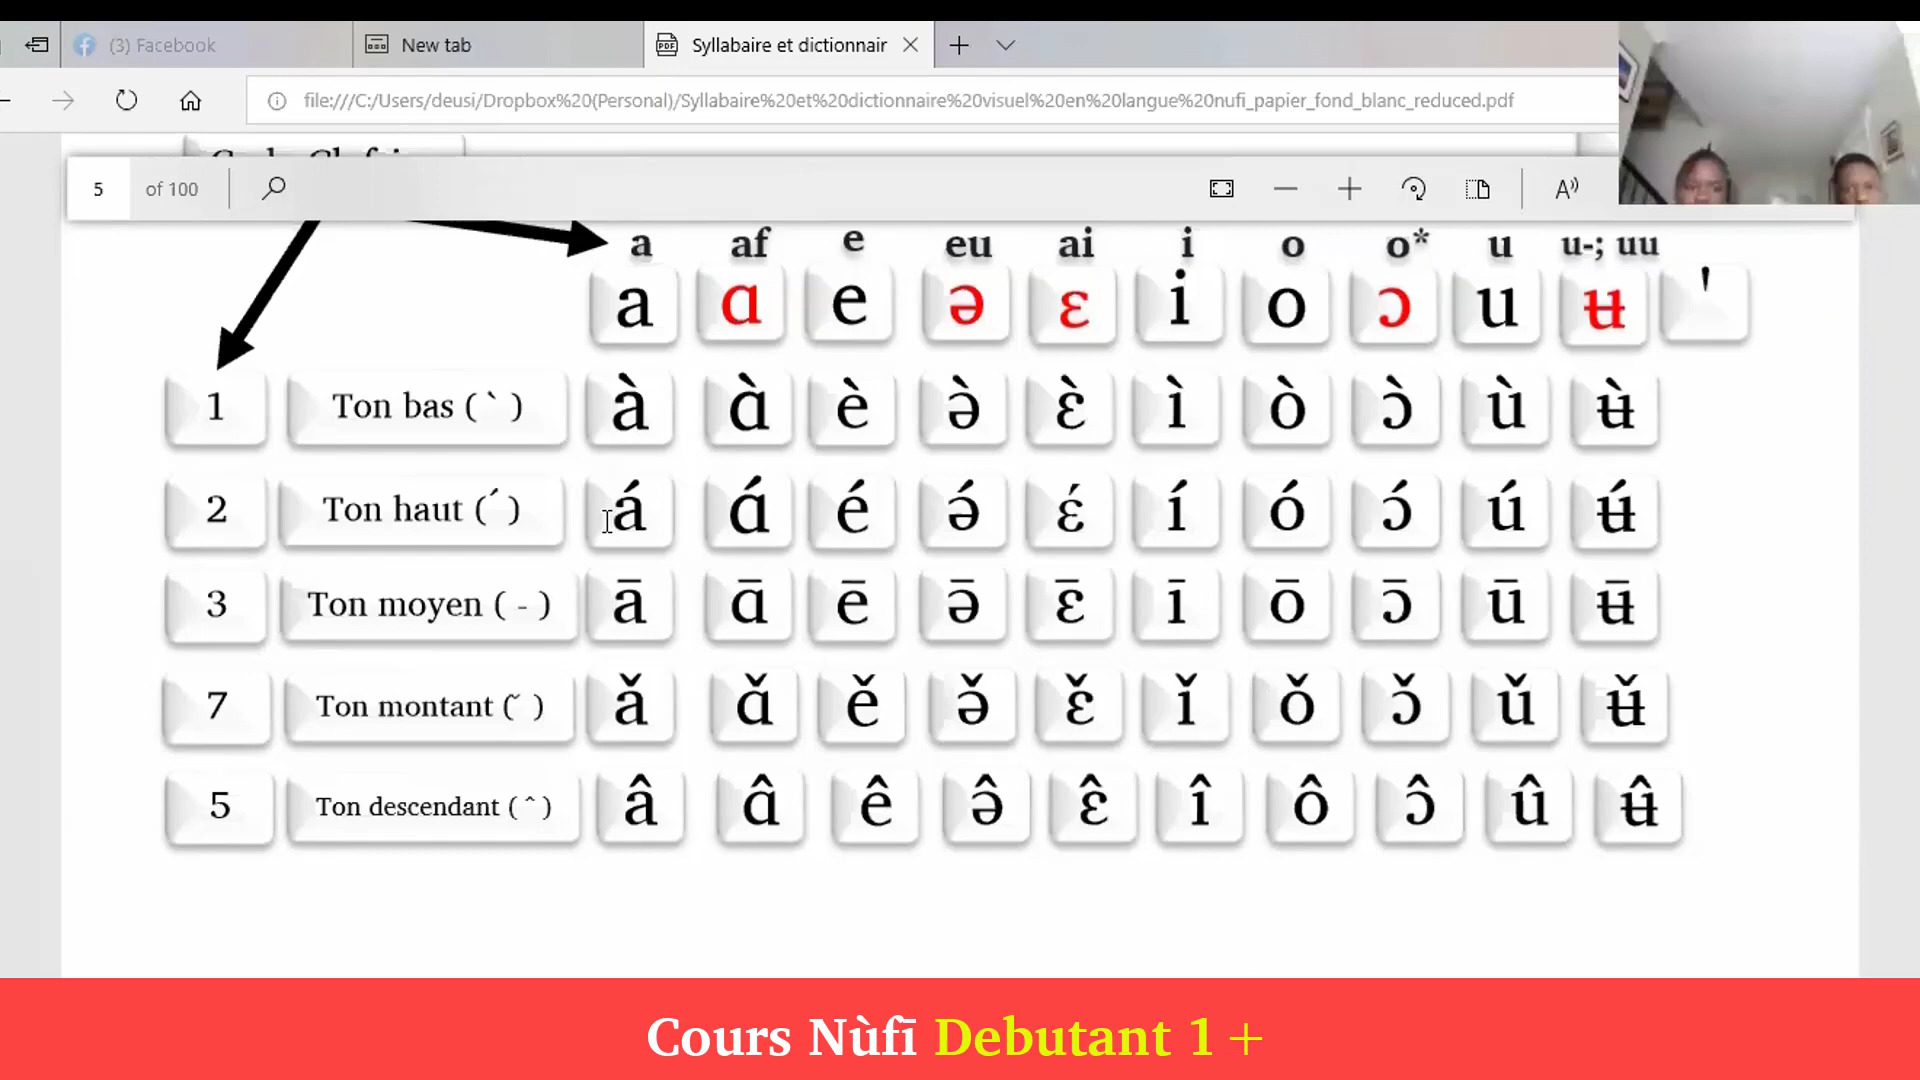 (3) Facebook New tab Syllabaire et dictionnair
file:///C:/Users/deusi/Dropbox%20(Personal)/Syllabaire%20et%20dictionnaire%20visuel%20en%20langue%20nufi_papier_fond_blanc_reduced.pdf
5 of 100
a af e eu ai i o o* u u-; uu
a ɑ e ə ɛ i o ɔ u ʉ '
1 Ton bas ( ` ) à ɑ̀ è ə̀ ɛ̀ ì ò ɔ̀ ù ʉ̀
2 Ton haut (´ ) á ɑ́ é ə́ ɛ́ í ó ɔ́ ú ʉ́
3 Ton moyen ( - ) ā ɑ̄ ē ə̄ ɛ̄ ī ō ɔ̄ ū ʉ̄
7 Ton montant (ˇ ) ǎ ɑ̌ ě ə̌ ɛ̌ ǐ ǒ ɔ̌ ǔ ʉ̌
5 Ton descendant ( ˆ ) â ɑ̂ ê ə̂ ɛ̂ î ô ɔ̂ û ʉ̂
Cours Nùfī Debutant 1 +